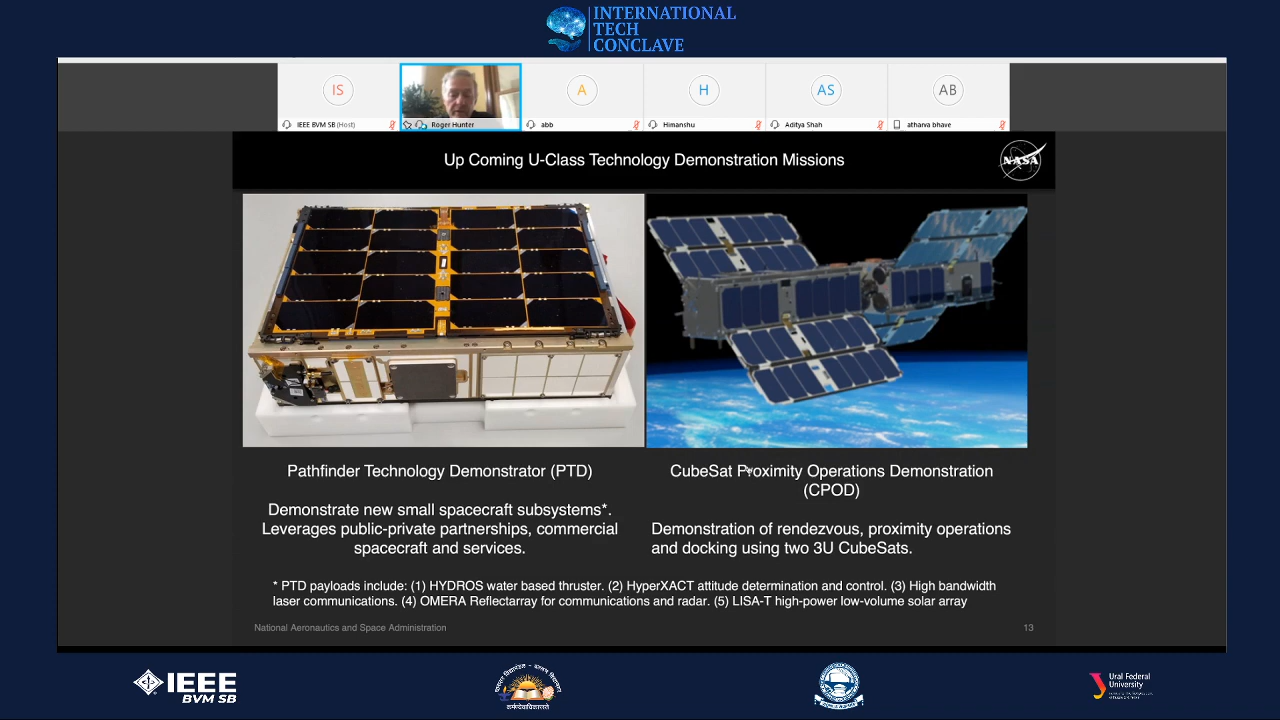 INTERNATIONAL
TECH
CONCLAVE
IS
A
H
AS
AB
IEEE BVM SB (Host)
Roger Hunter
abb
Himanshu
Aditya Shah
atharva bhave
Up Coming U-Class Technology Demonstration Missions
NASA
Pathfinder Technology Demonstrator (PTD)
Demonstrate new small spacecraft subsystems*.
Leverages public-private partnerships, commercial
spacecraft and services.
CubeSat Proximity Operations Demonstration
(CPOD)
Demonstration of rendezvous, proximity operations
and docking using two 3U CubeSats.
* PTD payloads include: (1) HYDROS water based thruster. (2) HyperXACT attitude determination and control. (3) High bandwidth
laser communications. (4) OMERA Reflectarray for communications and radar. (5) LISA-T high-power low-volume solar array
National Aeronautics and Space Administration
13
IEEE
BVM SB
Ural Federal
University